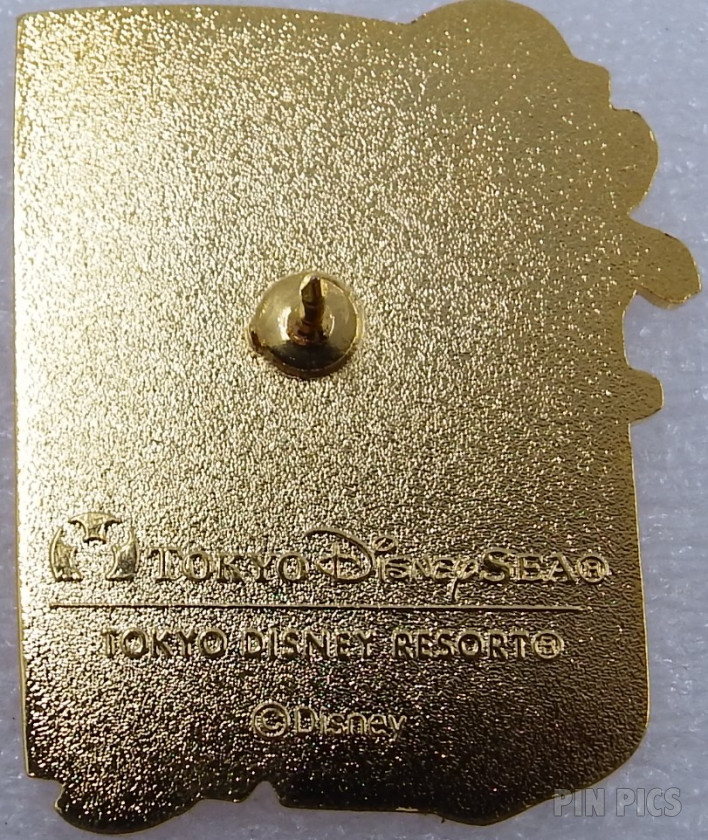 TOKYO DISNEYSEA®
TOKYO DISNEY RESORT®
©Disney
PIN PICS